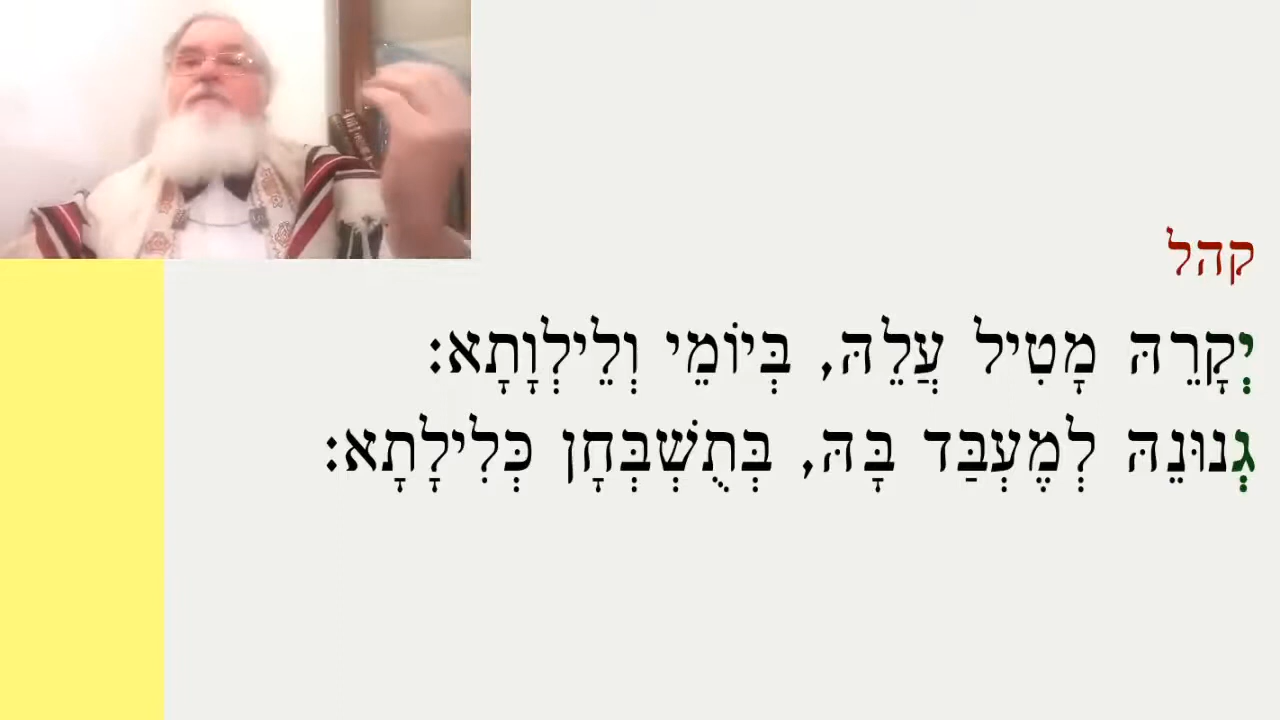 קהל
יְקָרֵהּ מָטִיל עֲלֵהּ, בְּיוֹמֵי וְלֵילְוָתָא:
גְּנוּנֵהּ לְמֶעְבַּד בָּהּ, בְּתֻשְׁבְּחָן כְּלִילָתָא: